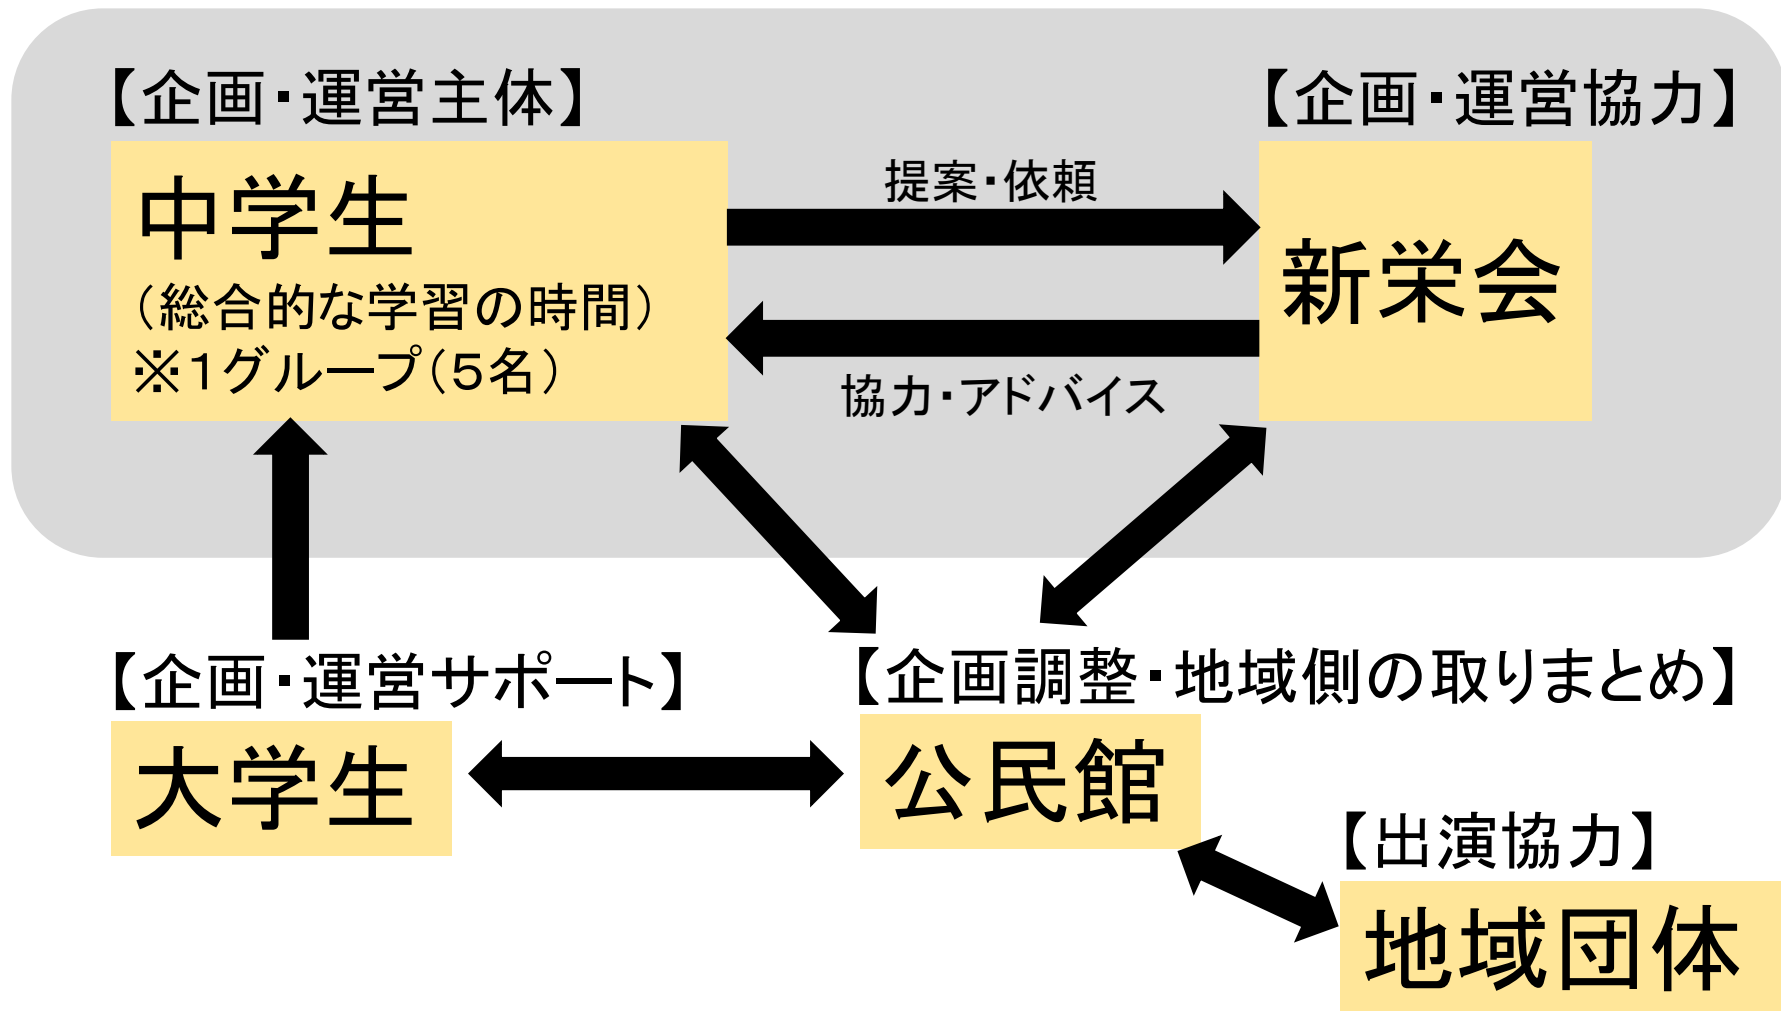 【企画・運営主体】
中学生
（総合的な学習の時間）
※１グループ（５名）
提案・依頼
協力・アドバイス
【企画・運営協力】
新栄会
【企画・運営サポート】
大学生
【企画調整・地域側の取りまとめ】
公民館
【出演協力】
地域団体